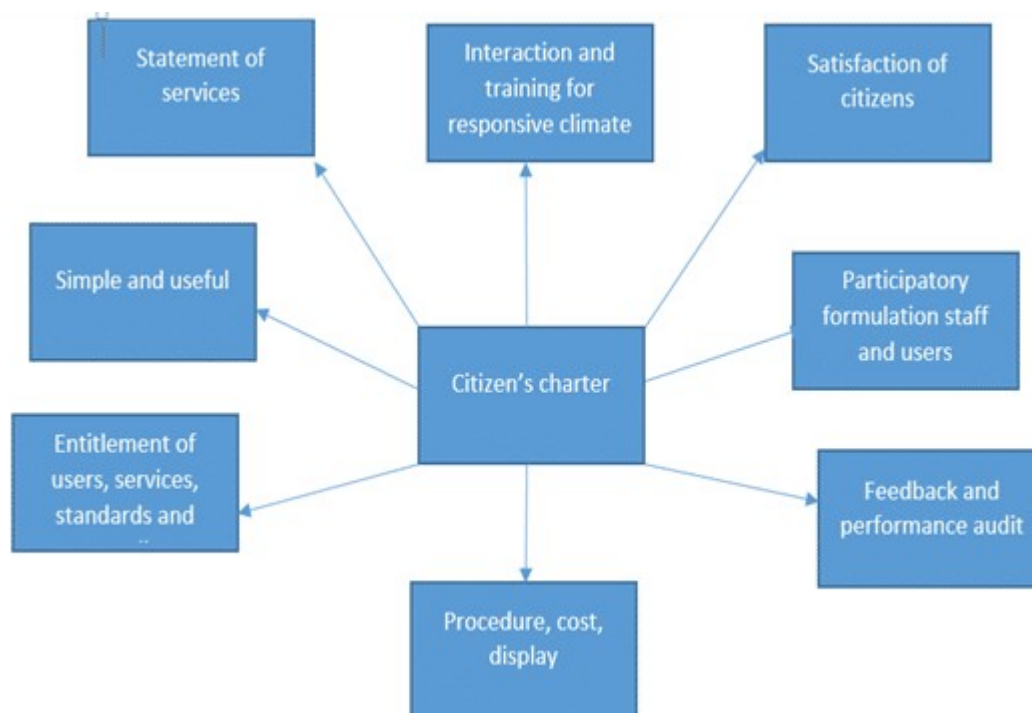 Statement of
services
Interaction and
training for
responsive climate
Satisfaction of
citizens
Simple and useful
Participatory
formulation staff
and users
Citizen's charter
Entitlement of
users, services,
standards and
Feedback and
performance audit
Procedure, cost,
display